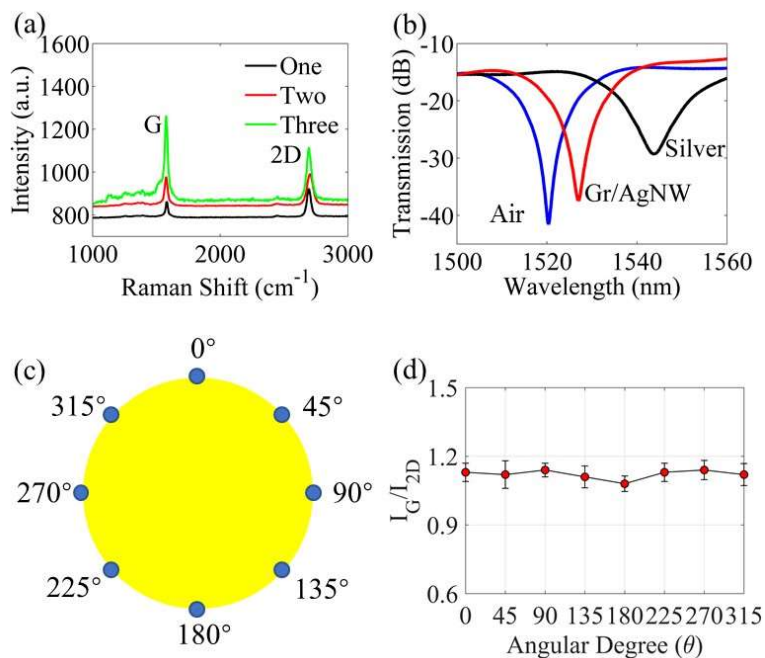 (a)
1600
1400
1200
1000
800
Intensity (a.u.)
One
Two
Three
G
2D
1000 2000 3000
Raman Shift (cm⁻¹)
(b)
-10
-20
-30
-40
Transmission (dB)
Silver
Gr/AgNW
Air
1500 1520 1540 1560
Wavelength (nm)
(c)
0°
315° 45°
270° 90°
225° 135°
180°
(d)
1.5
1.2
0.9
0.6
I_G/I_2D
0 45 90 135 180 225 270 315
Angular Degree (θ)